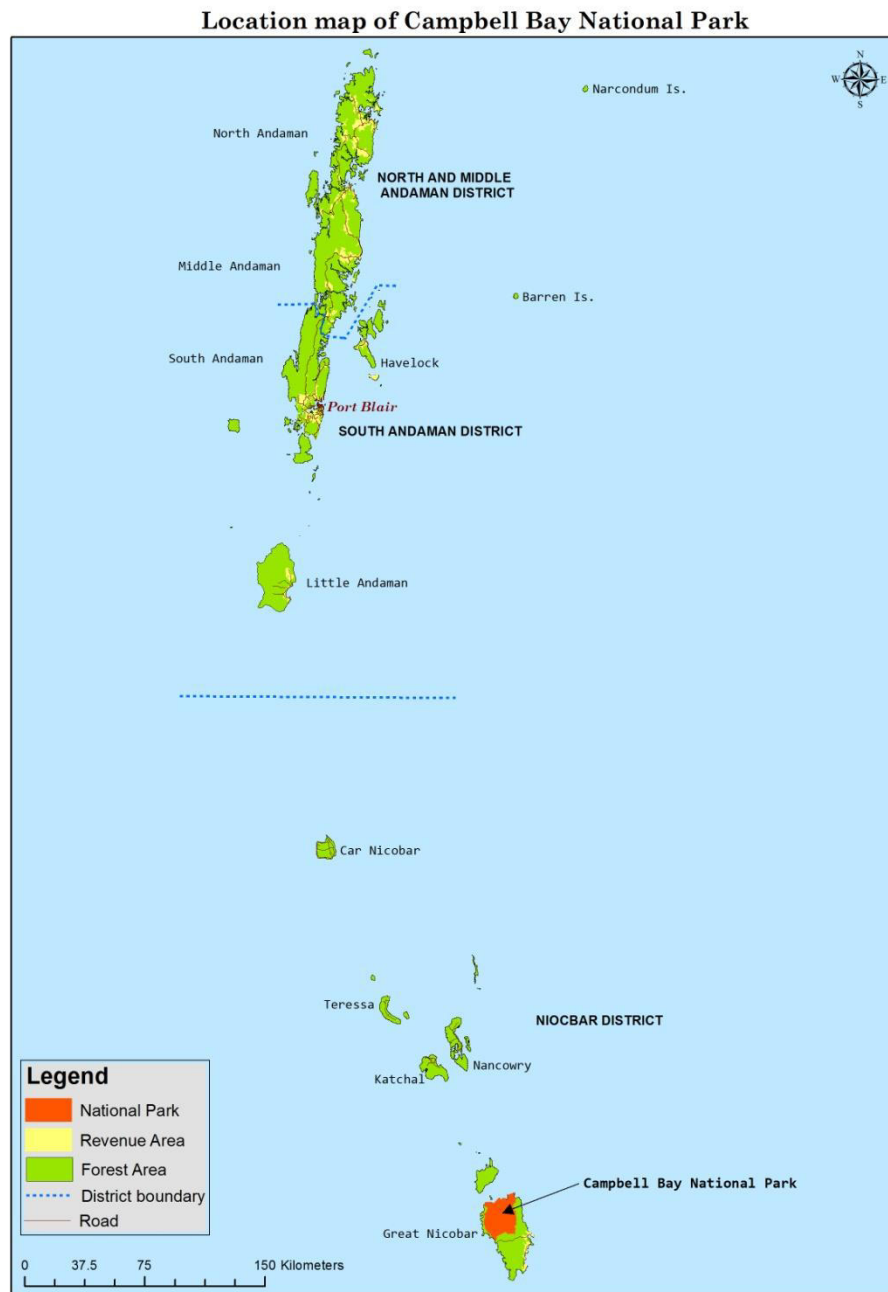 Location map of Campbell Bay National Park
N
W E
S
Narcondum Is.
North Andaman
NORTH AND MIDDLE
ANDAMAN DISTRICT
Middle Andaman
Barren Is.
South Andaman
Havelock
Port Blair
SOUTH ANDAMAN DISTRICT
Little Andaman
Car Nicobar
Teressa
NIOCBAR DISTRICT
Nancowry
Katchal
Campbell Bay National Park
Great Nicobar
Legend
National Park
Revenue Area
Forest Area
District boundary
Road
0 37.5 75 150 Kilometers